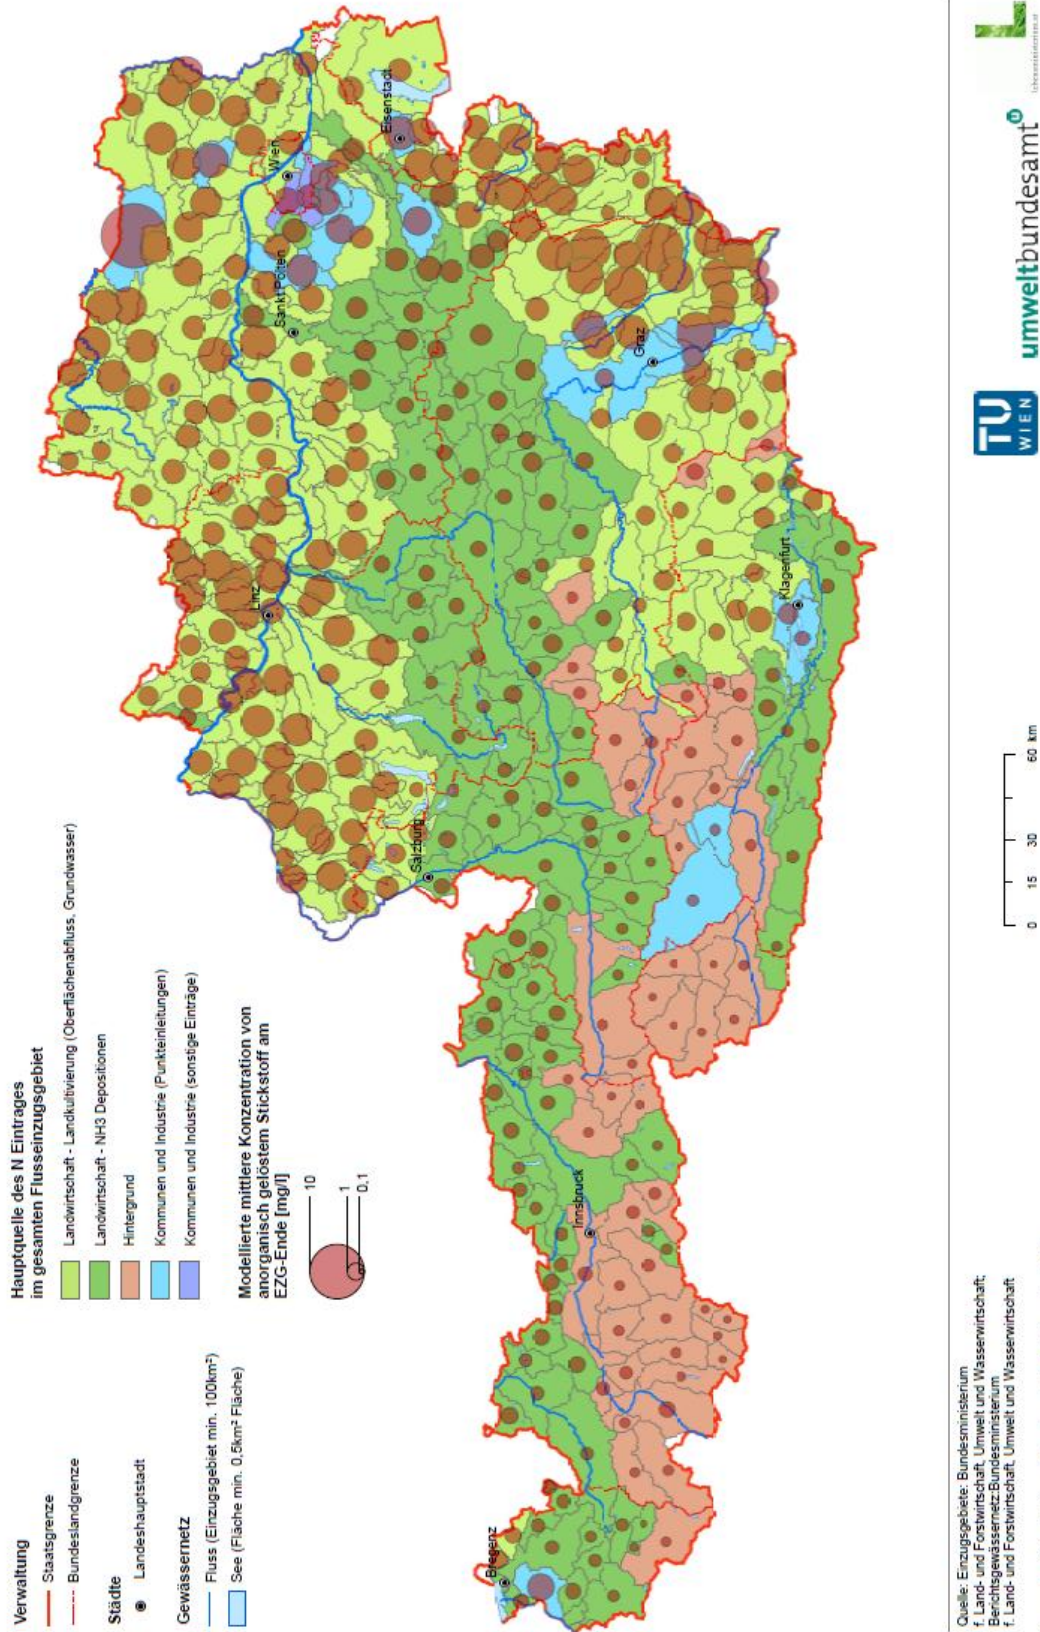 Verwaltung
Staatsgrenze
Bundeslandgrenze
Städte
Landeshauptstadt
Gewässernetz
Fluss (Einzugsgebiet min. 100km²)
See (Fläche min. 0,5km² Fläche)
Hauptquelle des N Eintrages
im gesamten Flusseinzugsgebiet
Landwirtschaft - Landkultivierung (Oberflächenabfluss, Grundwasser)
Landwirtschaft - NH3 Depositionen
Hintergrund
Kommunen und Industrie (Punkteinleitungen)
Kommunen und Industrie (sonstige Einträge)
Modellierte mittlere Konzentration von
anorganisch gelöstem Stickstoff am
EZG-Ende [mg/l]
10
1
0,1
Bregenz
Innsbruck
Salzburg
Linz
Sankt Pölten
Wien
Eisenstadt
Graz
Klagenfurt
0 15 30 60 km
Quelle: Einzugsgebiete: Bundesministerium
f. Land- und Forstwirtschaft, Umwelt und Wasserwirtschaft;
Berichtsgewässernetz:Bundesministerium
f. Land- und Forstwirtschaft, Umwelt und Wasserwirtschaft
TU
WIEN
umweltbundesamt
lebensministerium.at